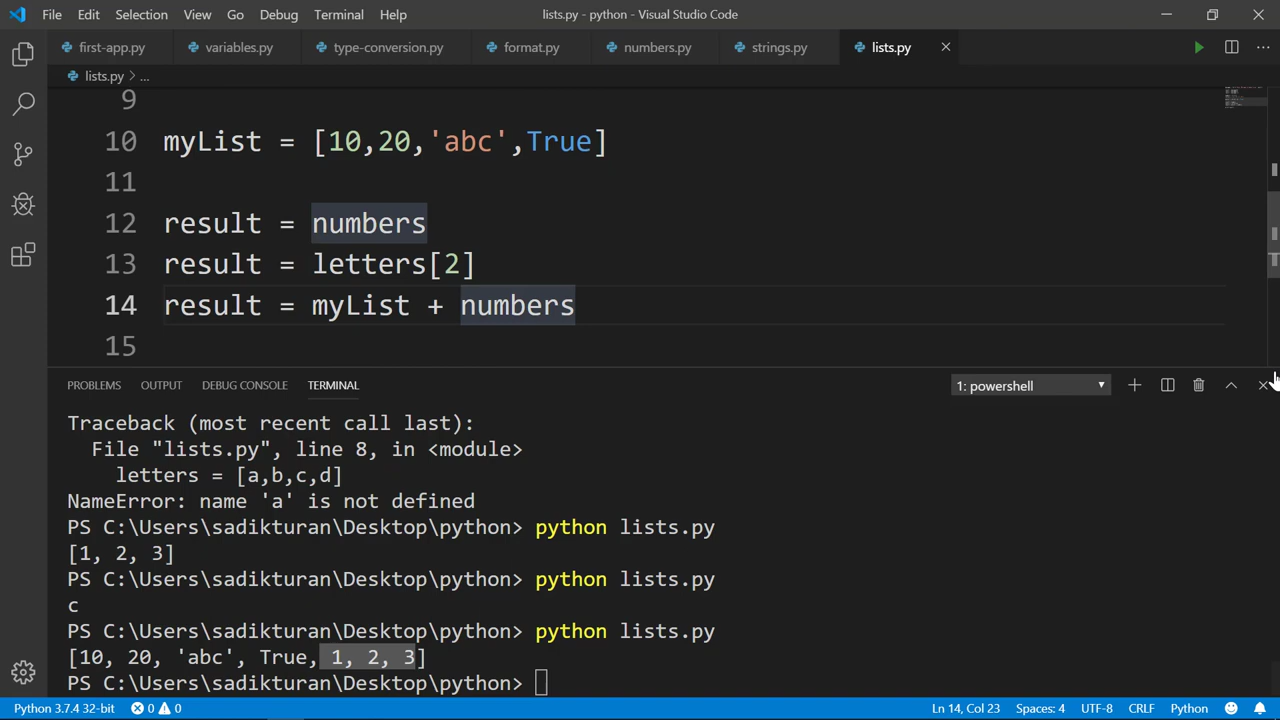 File Edit Selection View Go Debug Terminal Help lists.py - python - Visual Studio Code
first-app.py variables.py type-conversion.py format.py numbers.py strings.py lists.py
lists.py > ...
9
10 myList = [10,20,'abc',True]
11
12 result = numbers
13 result = letters[2]
14 result = myList + numbers
15
PROBLEMS OUTPUT DEBUG CONSOLE TERMINAL 1: powershell
Traceback (most recent call last):
File "lists.py", line 8, in <module>
letters = [a,b,c,d]
NameError: name 'a' is not defined
PS C:\Users\sadikturan\Desktop\python> python lists.py
[1, 2, 3]
PS C:\Users\sadikturan\Desktop\python> python lists.py
c
PS C:\Users\sadikturan\Desktop\python> python lists.py
[10, 20, 'abc', True, 1, 2, 3]
PS C:\Users\sadikturan\Desktop\python>
Python 3.7.4 32-bit 0 0 Ln 14, Col 23 Spaces: 4 UTF-8 CRLF Python